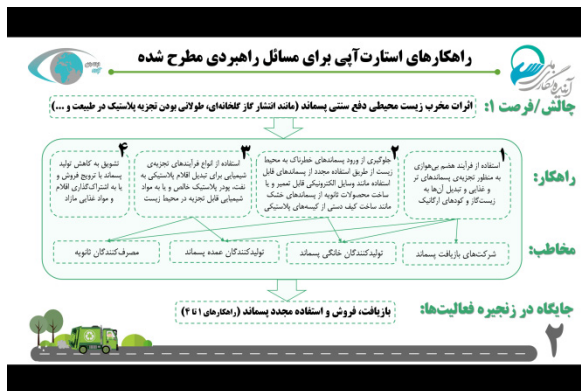 راهکارهای استارت‌آپی برای مسائل راهبردی مطرح شده
چالش/فرصت ۱:
اثرات مخرب زیست محیطی دفع سنتی پسماند (مانند انتشار گاز گلخانه‌ای، طولانی بودن تجزیه پلاستیک در طبیعت و ...)
راهکار:
۱
استفاده از فرآیند هضم بی‌هوازی
به منظور تجزیه‌ی پسماندهای تر
و غذایی و تبدیل آن‌ها به
زیست‌گاز و کودهای ارگانیک
۲
جلوگیری از ورود پسماندهای خطرناک به محیط
زیست از طریق استفاده مجدد از پسماندهای قابل
استفاده مانند وسایل الکترونیکی قابل تعمیر و یا
ساخت محصولات ثانویه از پسماندهای خشک
مانند ساخت کیف دستی از کیسه‌های پلاستیکی
۳
استفاده از انواع فرآیندهای تجزیه‌ی
شیمیایی برای تبدیل اقلام پلاستیکی به
نفت، پودر پلاستیک خالص و یا به مواد
شیمیایی قابل تجزیه در محیط زیست
۴
تشویق به کاهش تولید
پسماند با ترویج فروش و
یا به اشتراک‌گذاری اقلام
و مواد غذایی مازاد
مخاطب:
شرکت‌های بازیافت پسماند
تولیدکنندگان خانگی پسماند
تولیدکنندگان عمده پسماند
مصرف‌کنندگان ثانویه
جایگاه در زنجیره فعالیت‌ها:
بازیافت، فروش و استفاده مجدد پسماند (راهکارهای ۱ تا ۴)
۲